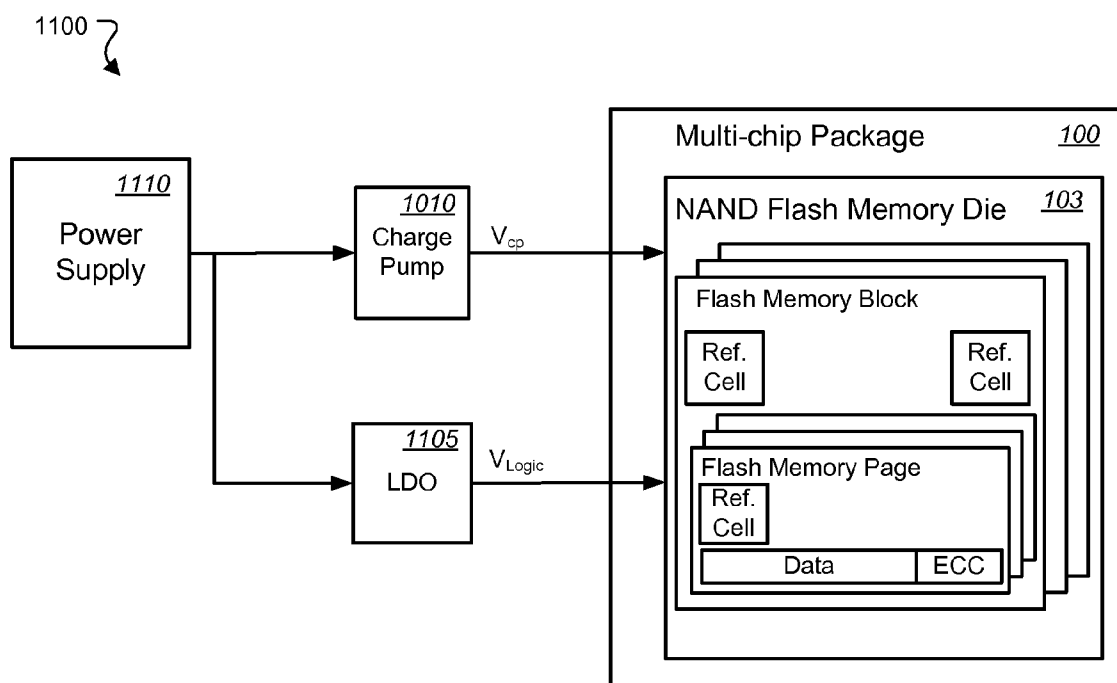 1100
Multi-chip Package 100
1110
Power
Supply
1010
Charge
Pump
Vcp
NAND Flash Memory Die 103
Flash Memory Block
Ref.
Cell
Ref.
Cell
1105
LDO
VLogic
Flash Memory Page
Ref.
Cell
Data ECC